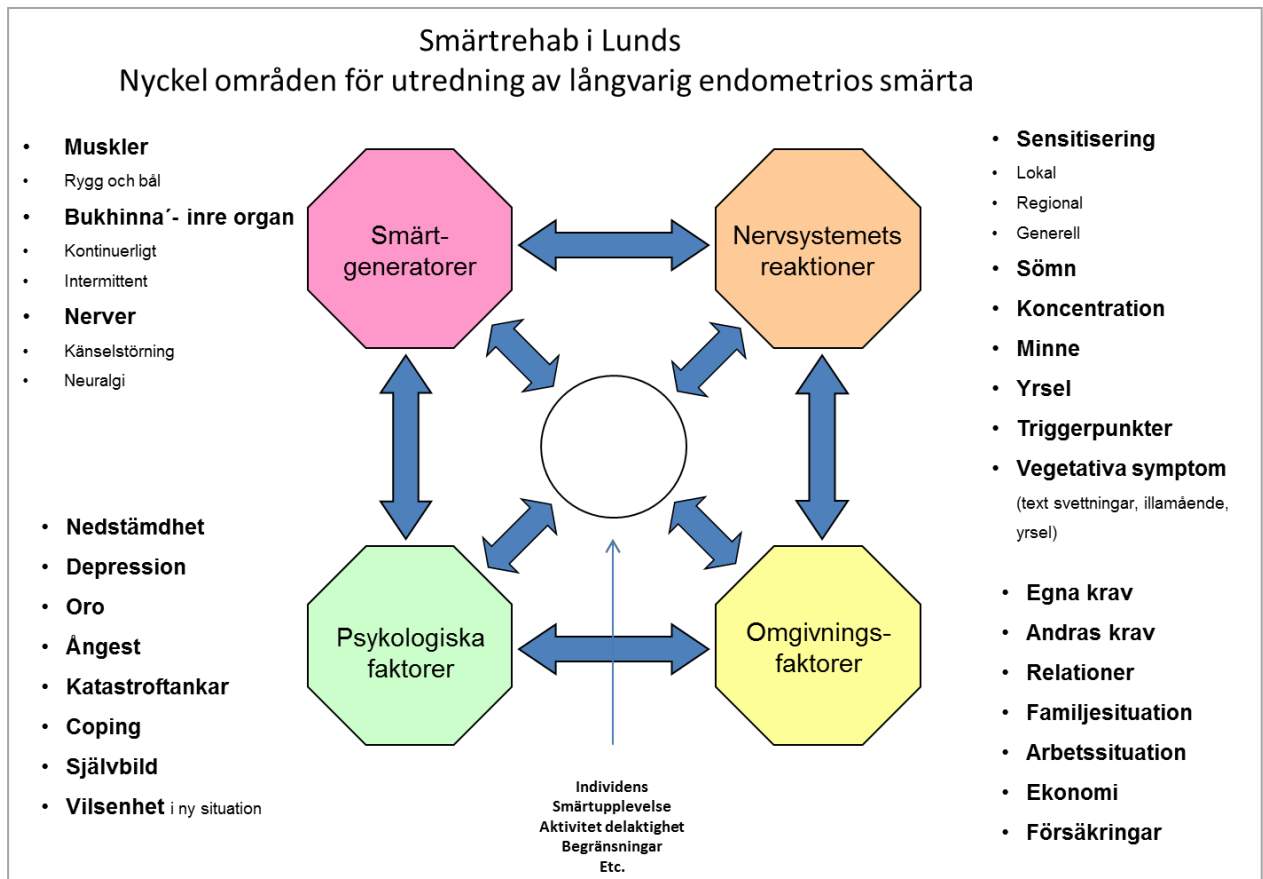 Smärtrehab i Lunds
Nyckel områden för utredning av långvarig endometrios smärta
• Muskler
• Rygg och bål
• Bukhinna´- inre organ
• Kontinuerligt
• Intermittent
• Nerver
• Känselstörning
• Neuralgi
Smärt-
generatorer
Nervsystemets
reaktioner
• Sensitisering
• Lokal
• Regional
• Generell
• Sömn
• Koncentration
• Minne
• Yrsel
• Triggerpunkter
• Vegetativa symptom
(text svettningar, illamående,
yrsel)
• Nedstämdhet
• Depression
• Oro
• Ångest
• Katastroftankar
• Coping
• Självbild
• Vilsenhet i ny situation
Psykologiska
faktorer
Omgivnings-
faktorer
• Egna krav
• Andras krav
• Relationer
• Familjesituation
• Arbetssituation
• Ekonomi
• Försäkringar
Individens
Smärtupplevelse
Aktivitet delaktighet
Begränsningar
Etc.